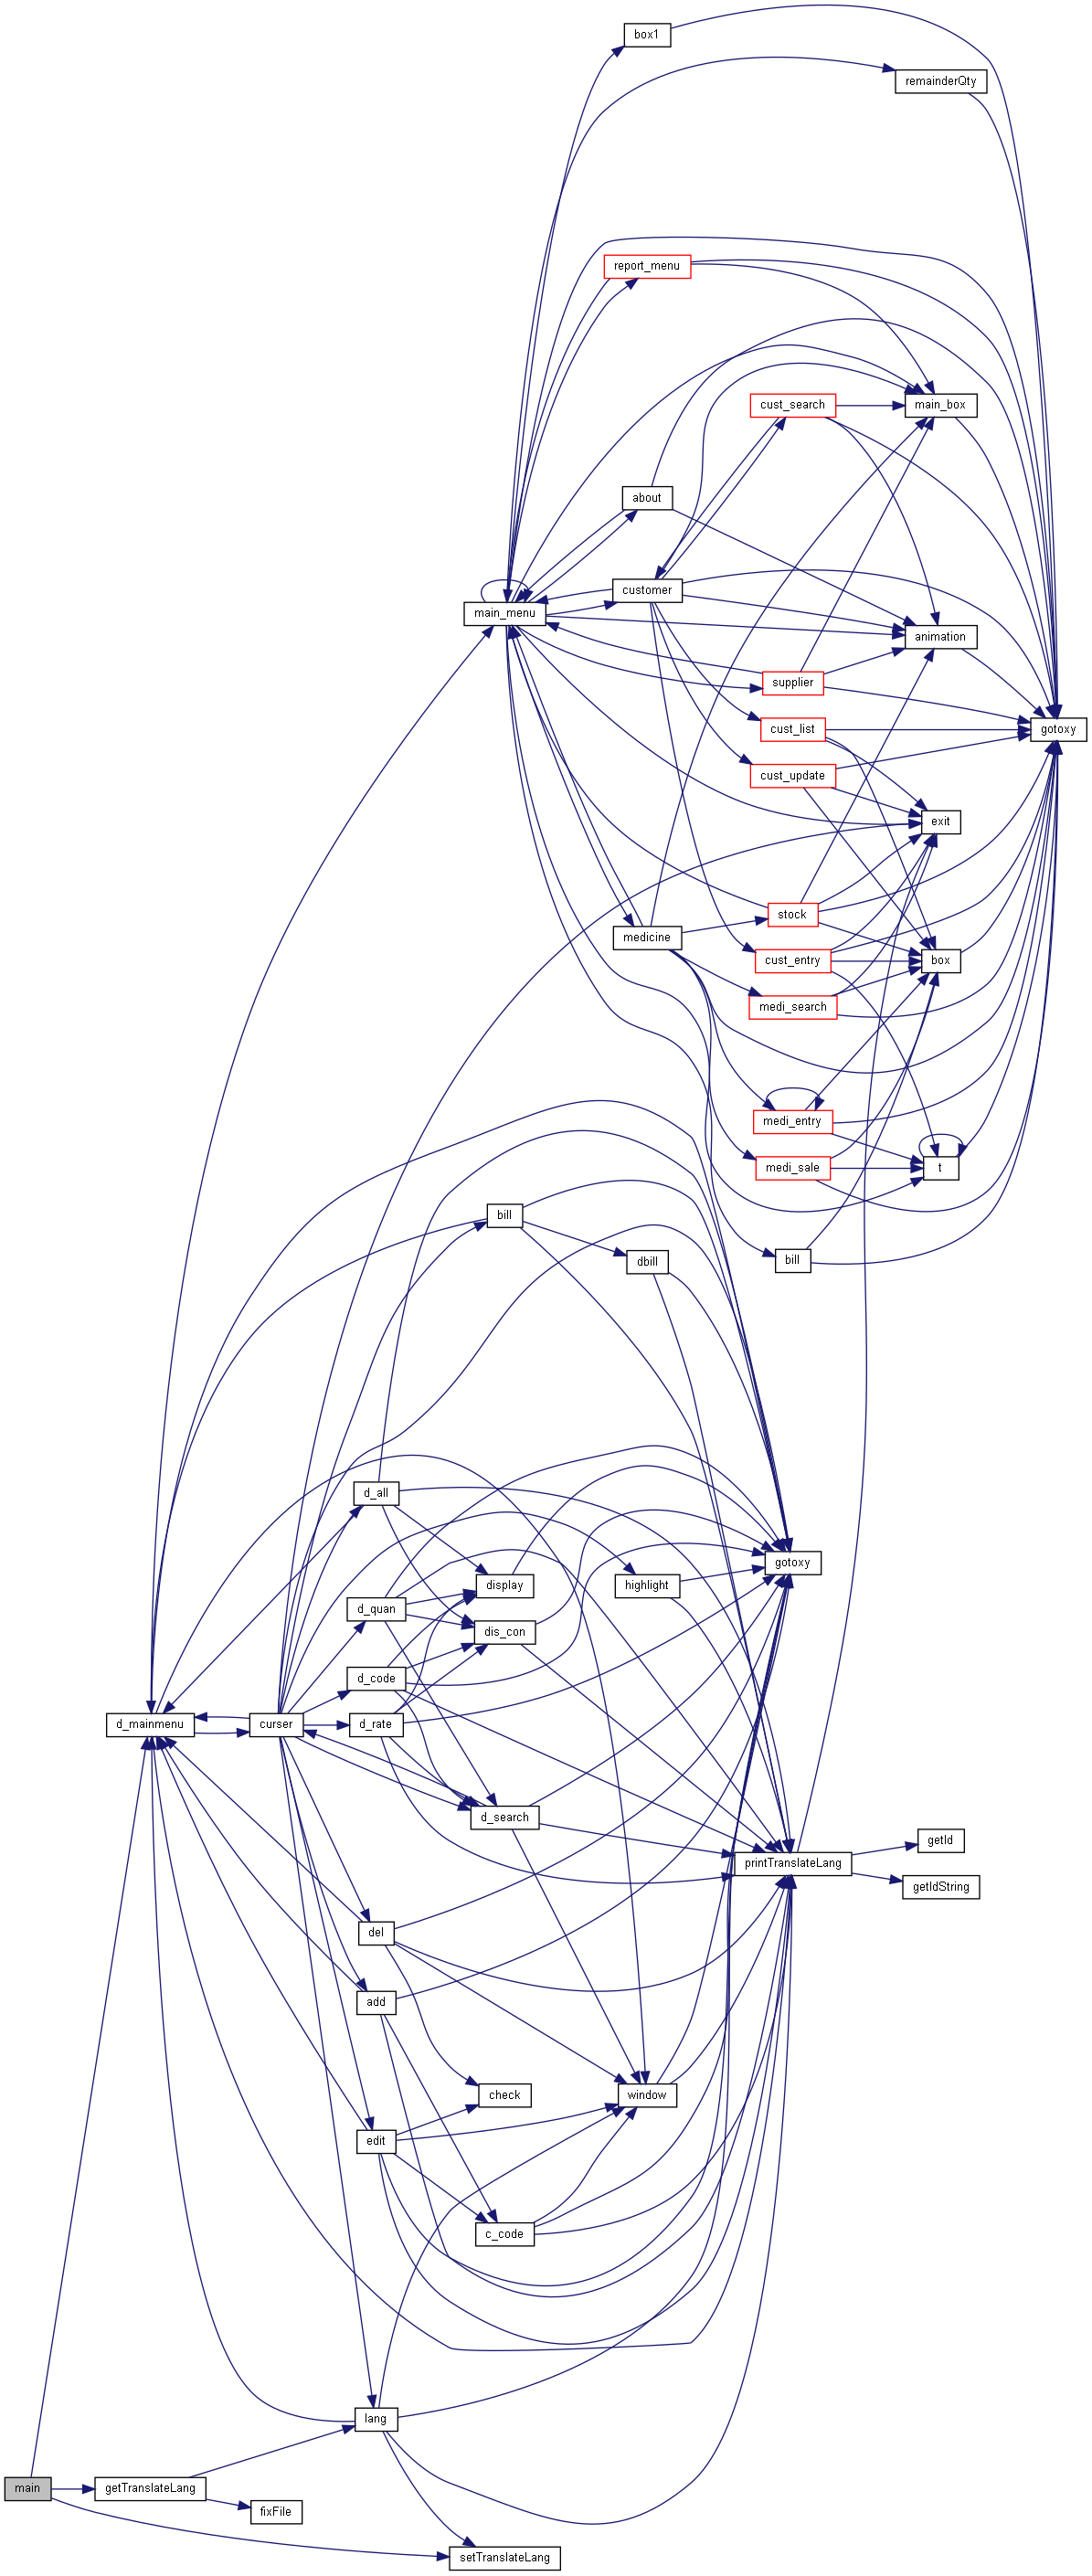 box1
remainderQty
report_menu
cust_search
main_box
about
customer
main_menu
animation
supplier
cust_list
gotoxy
cust_update
exit
stock
medicine
cust_entry
box
medi_search
medi_entry
medi_sale
t
bill
bill
dbill
d_all
gotoxy
display
highlight
d_quan
dis_con
d_code
d_mainmenu
curser
d_rate
d_search
getId
printTranslateLang
getIdString
del
add
check
window
edit
c_code
lang
main
getTranslateLang
fixFile
setTranslateLang